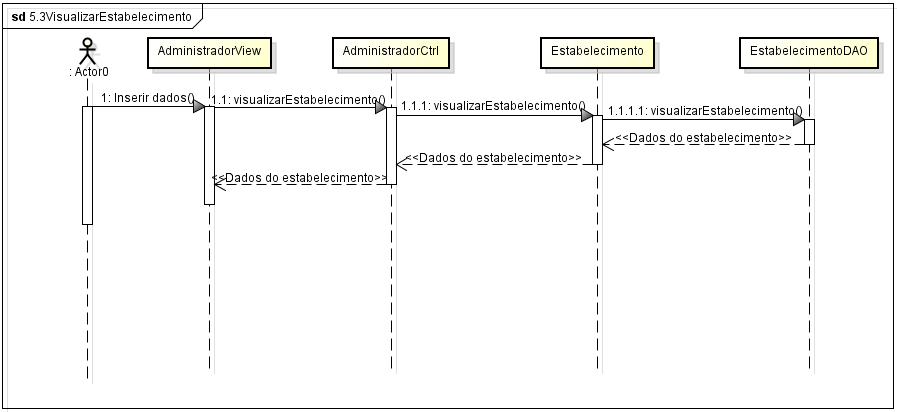 sd 5.3VisualizarEstabelecimento
AdministradorView
AdministradorCtrl
Estabelecimento
EstabelecimentoDAO
: Actor0
1: Inserir dados()
1.1: visualizarEstabelecimento()
1.1.1: visualizarEstabelecimento()
1.1.1.1: visualizarEstabelecimento()
<<Dados do estabelecimento>>
<<Dados do estabelecimento>>
<<Dados do estabelecimento>>